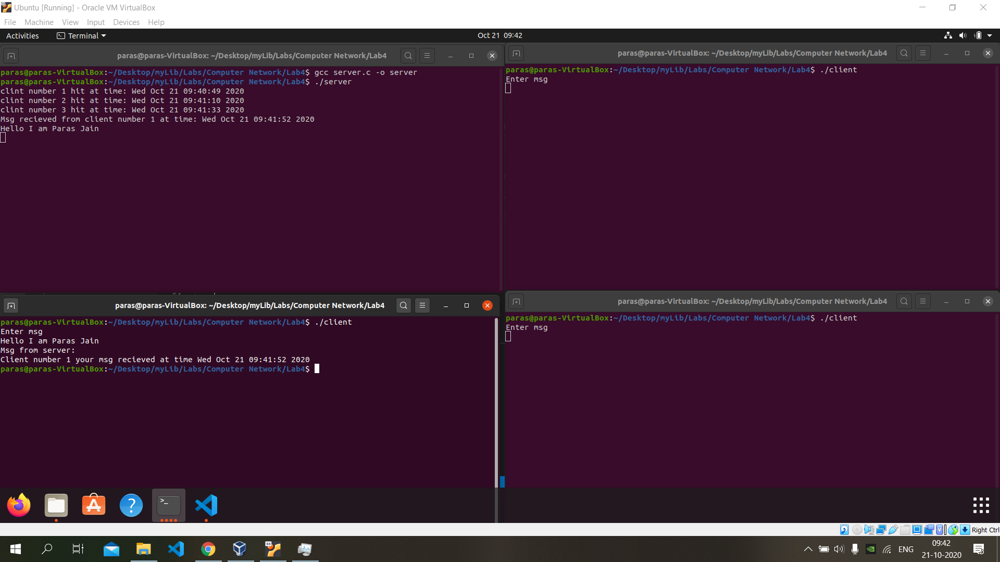 Ubuntu [Running] - Oracle VM VirtualBox
File Machine View Input Devices Help
Activities Terminal Oct 21 09:42
paras@paras-VirtualBox: ~/Desktop/myLib/Labs/Computer Network/Lab4
paras@paras-VirtualBox:~/Desktop/myLib/Labs/Computer Network/Lab4$ gcc server.c -o server
paras@paras-VirtualBox:~/Desktop/myLib/Labs/Computer Network/Lab4$ ./server
clint number 1 hit at time: Wed Oct 21 09:40:49 2020
clint number 2 hit at time: Wed Oct 21 09:41:10 2020
clint number 3 hit at time: Wed Oct 21 09:41:33 2020
Msg recieved from client number 1 at time: Wed Oct 21 09:41:52 2020
Hello I am Paras Jain
paras@paras-VirtualBox: ~/Desktop/myLib/Labs/Computer Network/Lab4
paras@paras-VirtualBox:~/Desktop/myLib/Labs/Computer Network/Lab4$ ./client
Enter msg
paras@paras-VirtualBox: ~/Desktop/myLib/Labs/Computer Network/Lab4
paras@paras-VirtualBox:~/Desktop/myLib/Labs/Computer Network/Lab4$ ./client
Enter msg
Hello I am Paras Jain
Msg from server:
Client number 1 your msg recieved at time Wed Oct 21 09:41:52 2020
paras@paras-VirtualBox:~/Desktop/myLib/Labs/Computer Network/Lab4$
paras@paras-VirtualBox: ~/Desktop/myLib/Labs/Computer Network/Lab4
paras@paras-VirtualBox:~/Desktop/myLib/Labs/Computer Network/Lab4$ ./client
Enter msg
Right Ctrl
64
ENG
09:42
21-10-2020